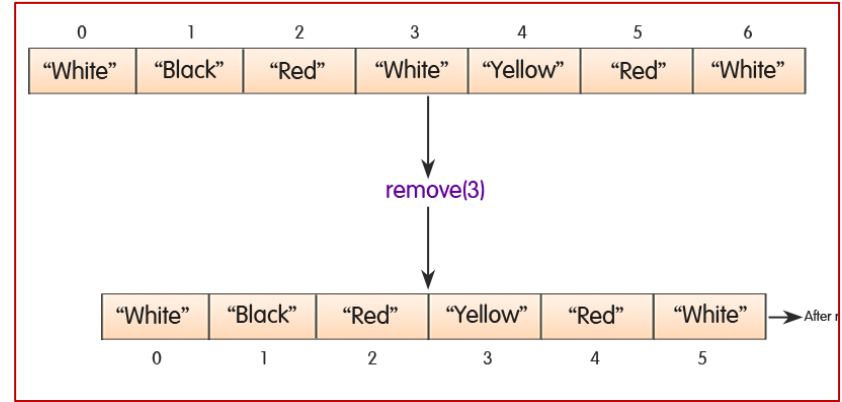 0 1 2 3 4 5 6
“White” “Black” “Red” “White” “Yellow” “Red” “White”
remove(3)
“White” “Black” “Red” “Yellow” “Red” “White” After
0 1 2 3 4 5